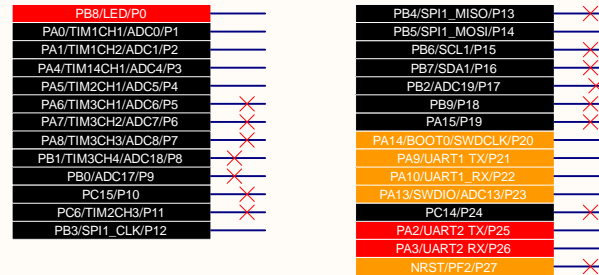 PB8/LED/P0
PA0/TIM1CH1/ADC0/P1
PA1/TIM1CH2/ADC1/P2
PA4/TIM14CH1/ADC4/P3
PA5/TIM2CH1/ADC5/P4
PA6/TIM3CH1/ADC6/P5
PA7/TIM3CH2/ADC7/P6
PA8/TIM3CH3/ADC8/P7
PB1/TIM3CH4/ADC18/P8
PB0/ADC17/P9
PC15/P10
PC6/TIM2CH3/P11
PB3/SPI1_CLK/P12
PB4/SPI1_MISO/P13
PB5/SPI1_MOSI/P14
PB6/SCL1/P15
PB7/SDA1/P16
PB2/ADC19/P17
PB9/P18
PA15/P19
PA14/BOOT0/SWDCLK/P20
PA9/UART1 TX/P21
PA10/UART1_RX/P22
PA13/SWDIO/ADC13/P23
PC14/P24
PA2/UART2 TX/P25
PA3/UART2 RX/P26
NRST/PF2/P27